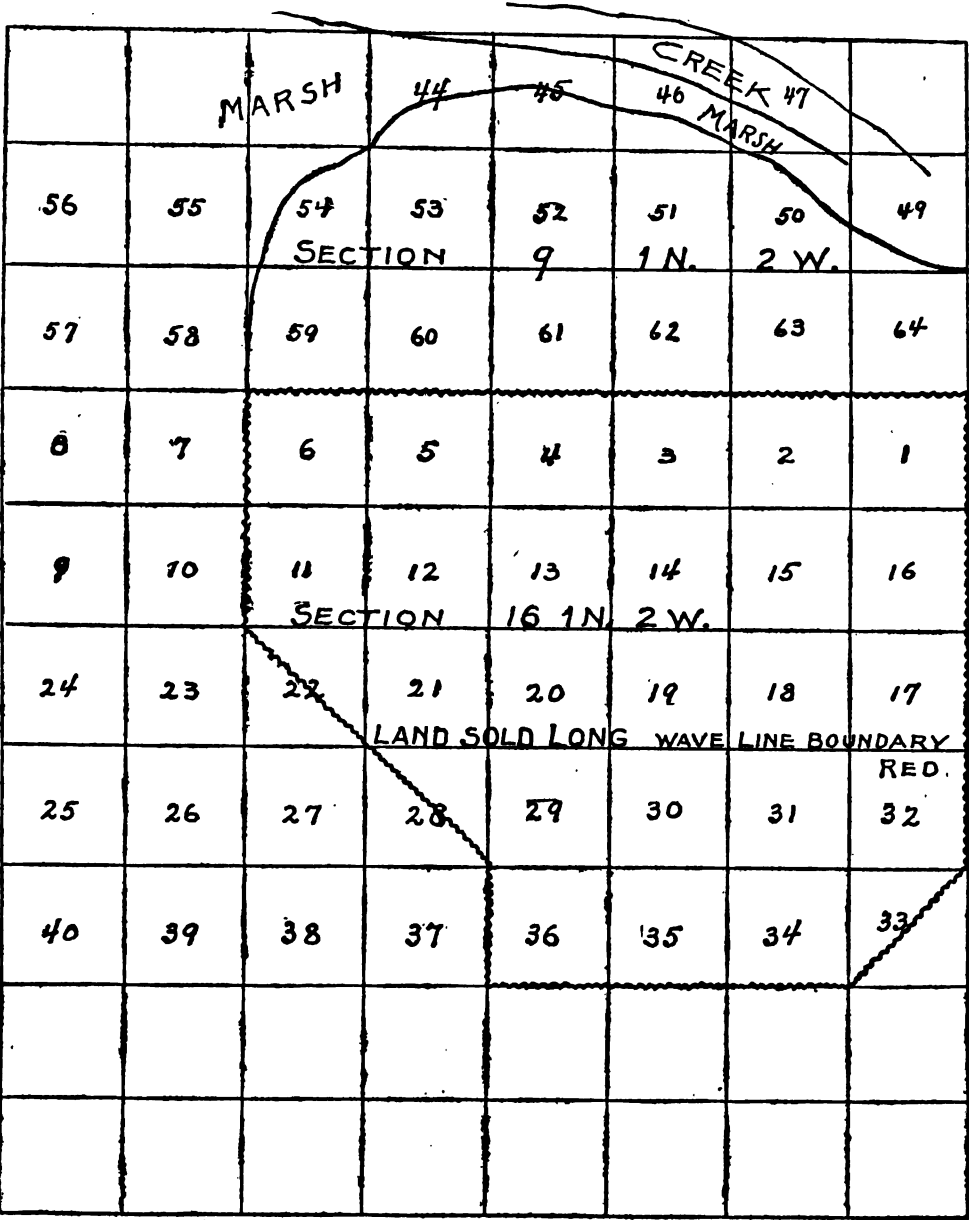 CREEK
MARSH 44 45 46 47
MARSH
56 55 54 53 52 51 50 49
SECTION 9 1 N. 2 W.
57 58 59 60 61 62 63 64
8 7 6 5 4 3 2 1
9 10 11 12 13 14 15 16
SECTION 16 1 N. 2 W.
24 23 22 21 20 19 18 17
LAND SOLD LONG WAVE LINE BOUNDARY
RED.
25 26 27 28 29 30 31 32
40 39 38 37 36 35 34 33